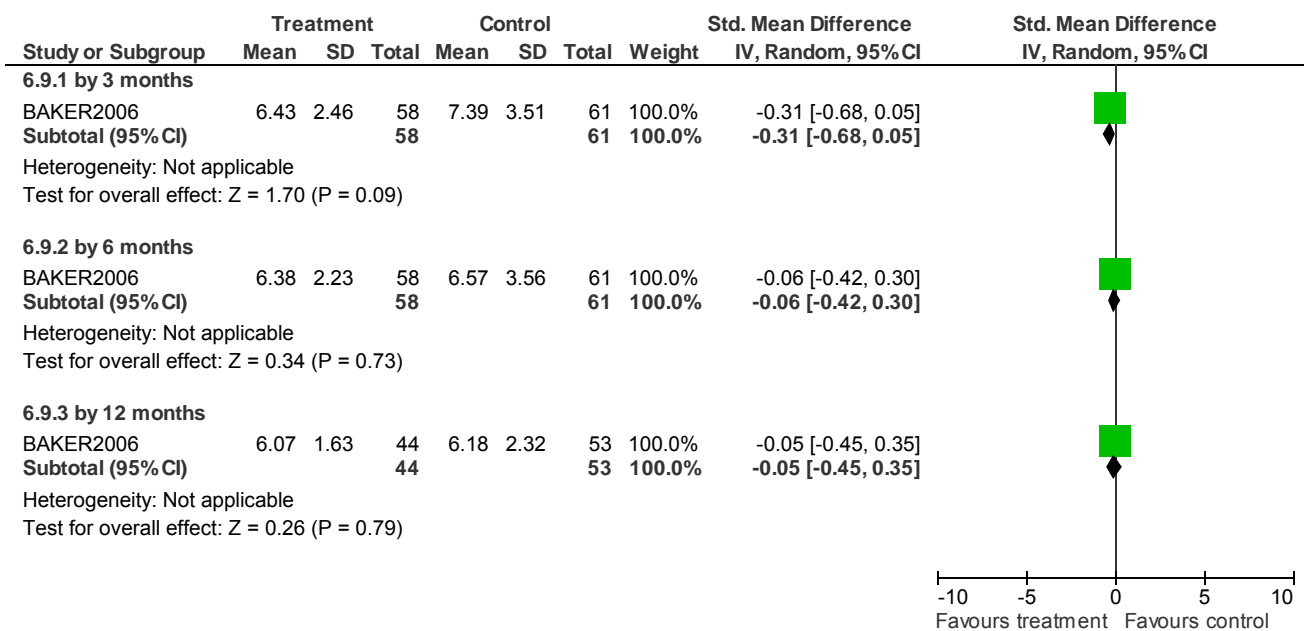 Treatment Control Std. Mean Difference Std. Mean Difference
Study or Subgroup Mean SD Total Mean SD Total Weight IV, Random, 95% CI IV, Random, 95% CI
6.9.1 by 3 months
BAKER2006 6.43 2.46 58 7.39 3.51 61 100.0% -0.31 [-0.68, 0.05]
Subtotal (95% CI) 58 61 100.0% -0.31 [-0.68, 0.05]
Heterogeneity: Not applicable
Test for overall effect: Z = 1.70 (P = 0.09)
6.9.2 by 6 months
BAKER2006 6.38 2.23 58 6.57 3.56 61 100.0% -0.06 [-0.42, 0.30]
Subtotal (95% CI) 58 61 100.0% -0.06 [-0.42, 0.30]
Heterogeneity: Not applicable
Test for overall effect: Z = 0.34 (P = 0.73)
6.9.3 by 12 months
BAKER2006 6.07 1.63 44 6.18 2.32 53 100.0% -0.05 [-0.45, 0.35]
Subtotal (95% CI) 44 53 100.0% -0.05 [-0.45, 0.35]
Heterogeneity: Not applicable
Test for overall effect: Z = 0.26 (P = 0.79)
-10 -5 0 5 10
Favours treatment Favours control